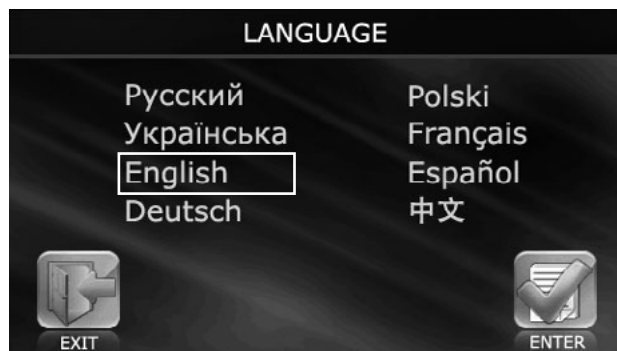 LANGUAGE
Русский
Українська
English
Deutsch
Polski
Français
Español
中文
EXIT
ENTER